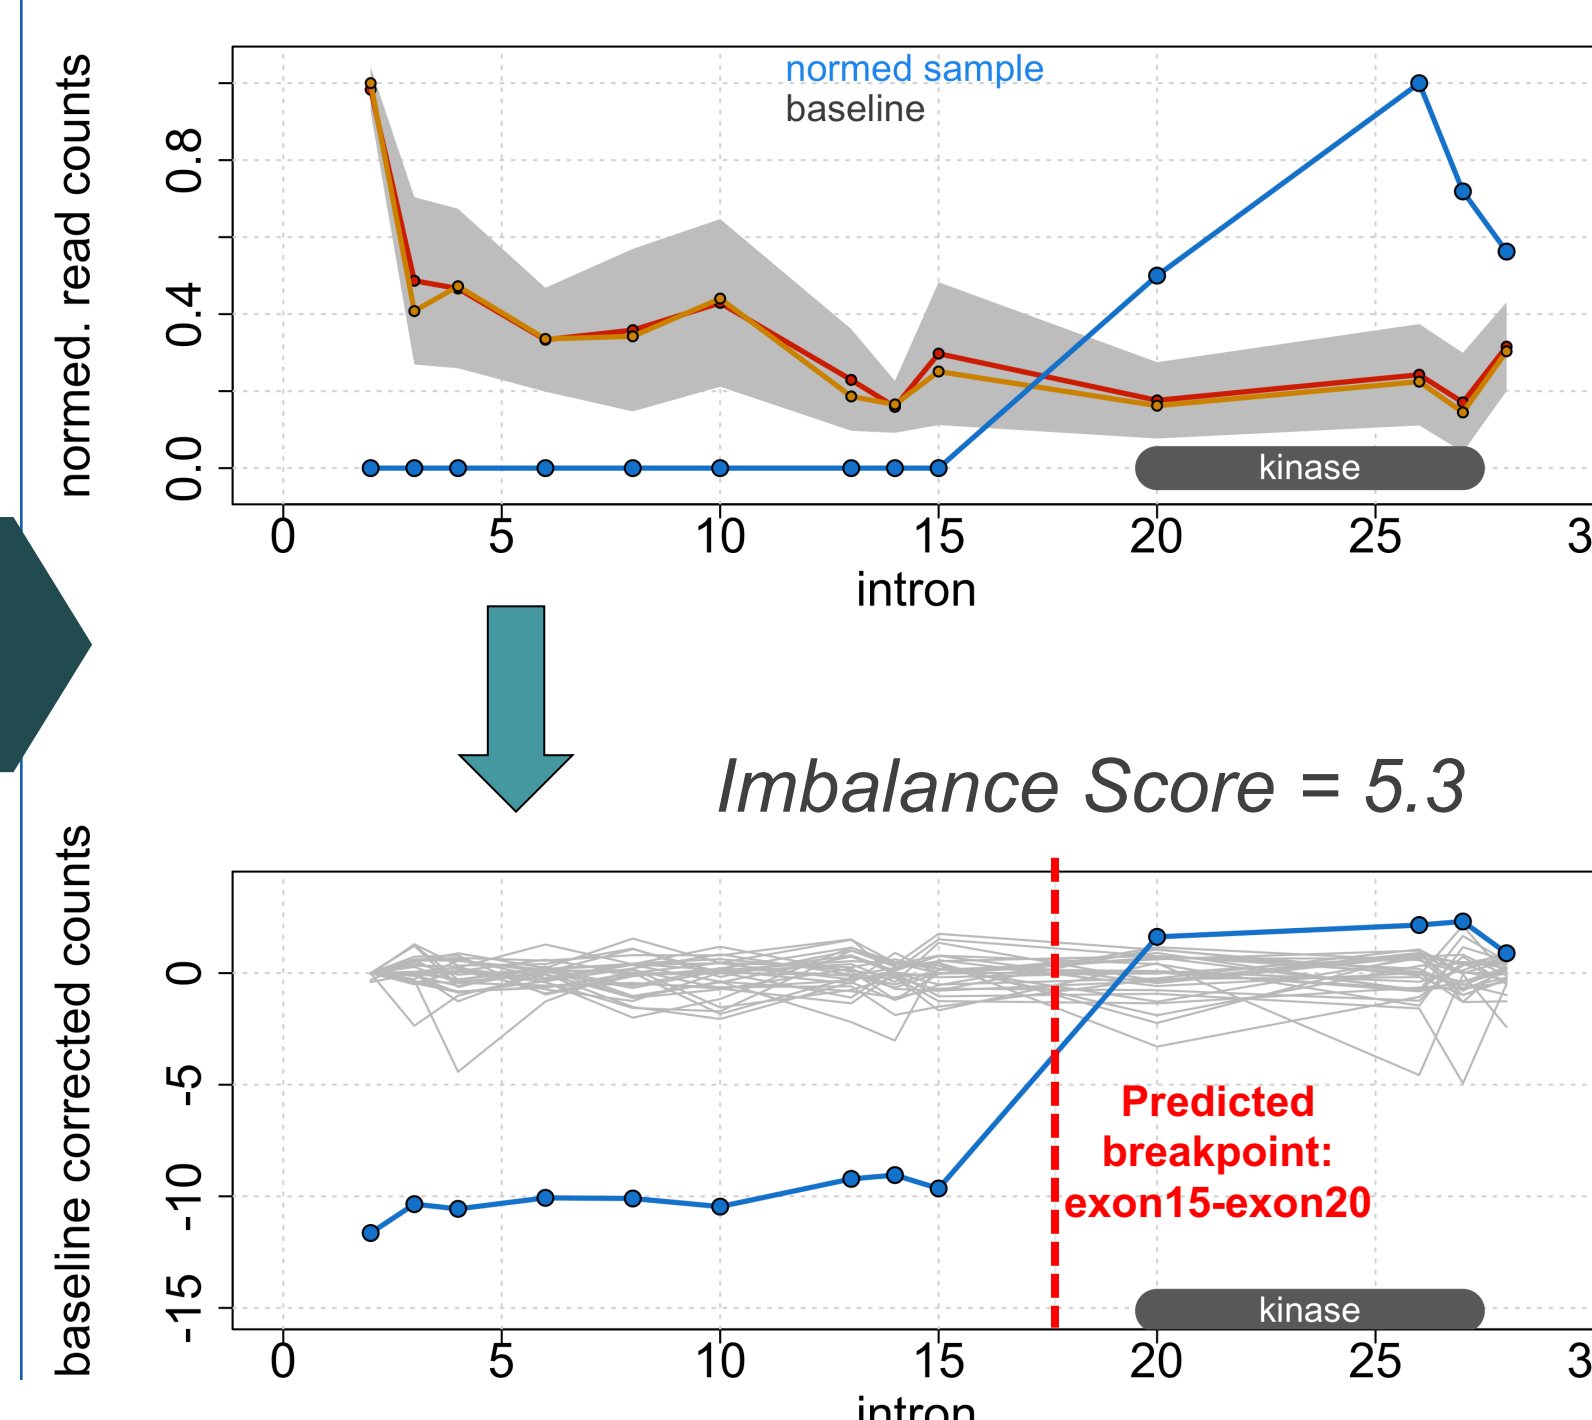 normed. read counts
normed sample
baseline
0.8
0.4
0.0
kinase
0 5 10 15 20 25 3
intron
Imbalance Score = 5.3
baseline corrected counts
0
-5
-10
-15
Predicted
breakpoint:
exon15-exon20
kinase
0 5 10 15 20 25 3
intron